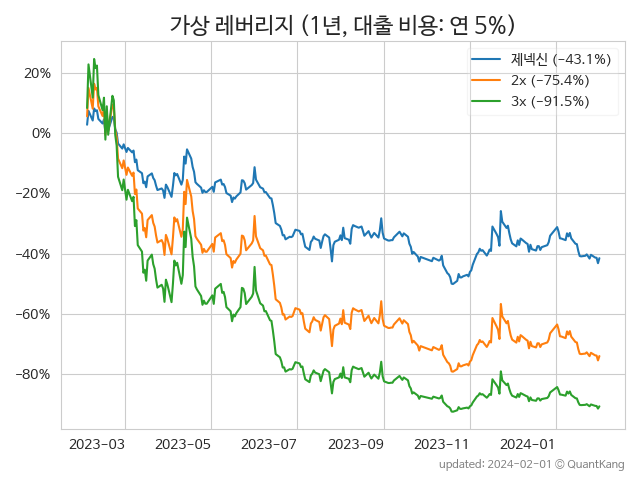 가상 레버리지 (1년, 대출 비용: 연 5%)
제넥신 (−43.1%)
2x (−75.4%)
3x (−91.5%)
20%
0%
−20%
−40%
−60%
−80%
2023-03 2023-05 2023-07 2023-09 2023-11 2024-01
updated: 2024-02-01 © QuantKang